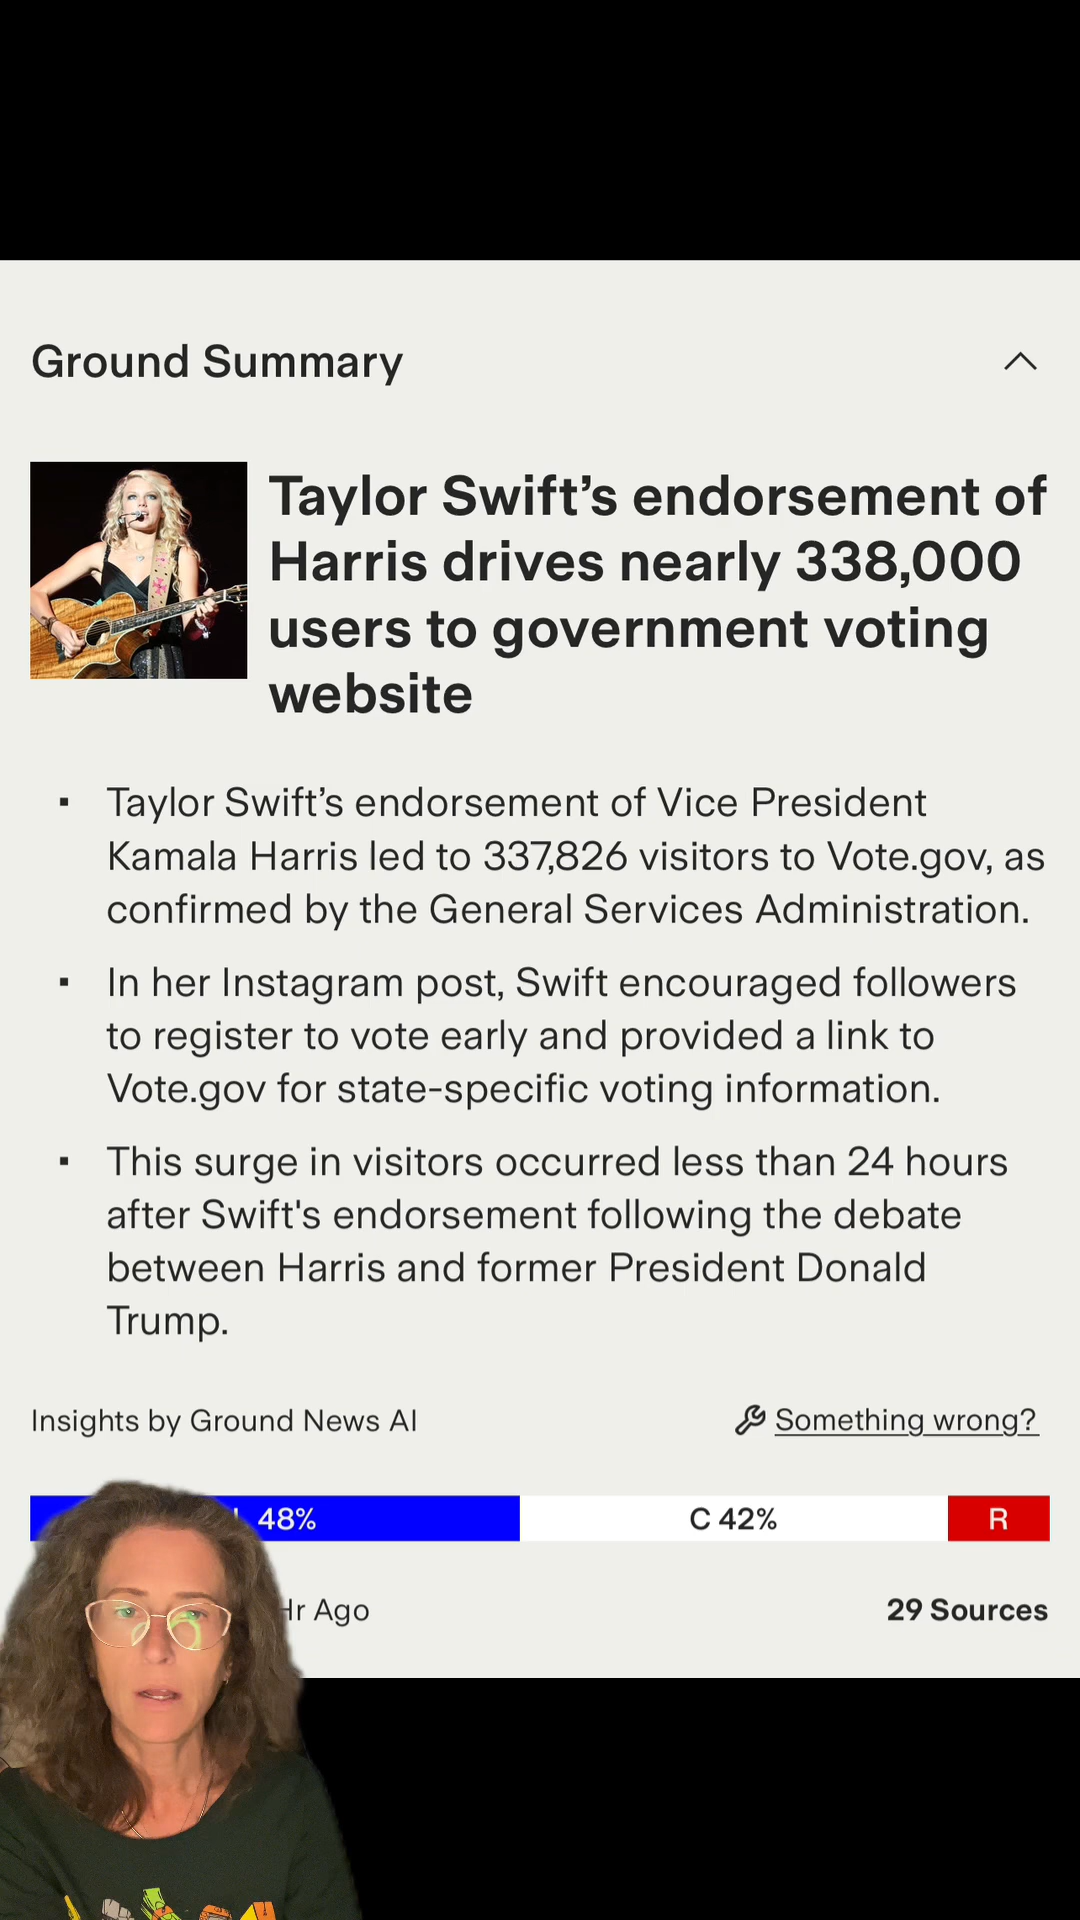 Ground Summary
Taylor Swift’s endorsement of
Harris drives nearly 338,000
users to government voting
website
▪ Taylor Swift’s endorsement of Vice President
Kamala Harris led to 337,826 visitors to Vote.gov, as
confirmed by the General Services Administration.
▪ In her Instagram post, Swift encouraged followers
to register to vote early and provided a link to
Vote.gov for state-specific voting information.
▪ This surge in visitors occurred less than 24 hours
after Swift's endorsement following the debate
between Harris and former President Donald
Trump.
Insights by Ground News AI
Something wrong?
48%
C 42%
R
Hr Ago
29 Sources